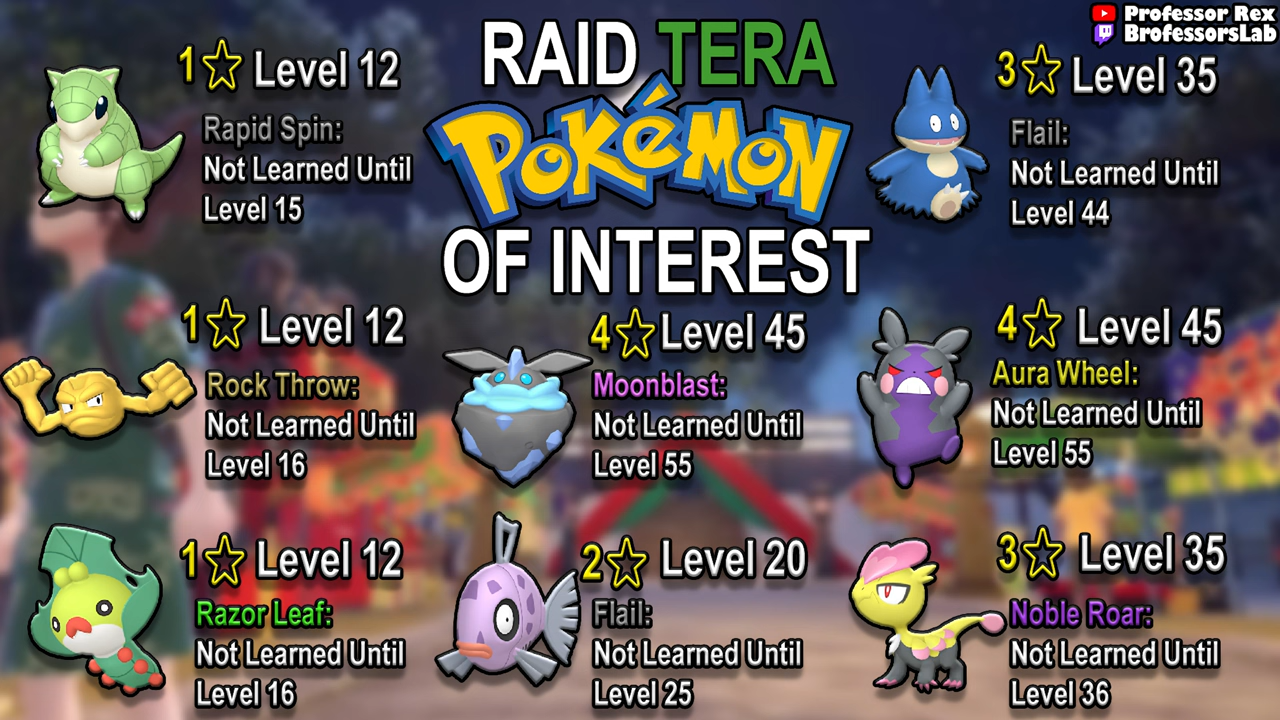 RAID TERA
POKéMON
OF INTEREST
Professor Rex
BrofessorsLab
1☆ Level 12
Rapid Spin:
Not Learned Until
Level 15
3☆ Level 35
Flail:
Not Learned Until
Level 44
1☆ Level 12
Rock Throw:
Not Learned Until
Level 16
4☆ Level 45
Moonblast:
Not Learned Until
Level 55
4☆ Level 45
Aura Wheel:
Not Learned Until
Level 55
1☆ Level 12
Razor Leaf:
Not Learned Until
Level 16
2☆ Level 20
Flail:
Not Learned Until
Level 25
3☆ Level 35
Noble Roar:
Not Learned Until
Level 36